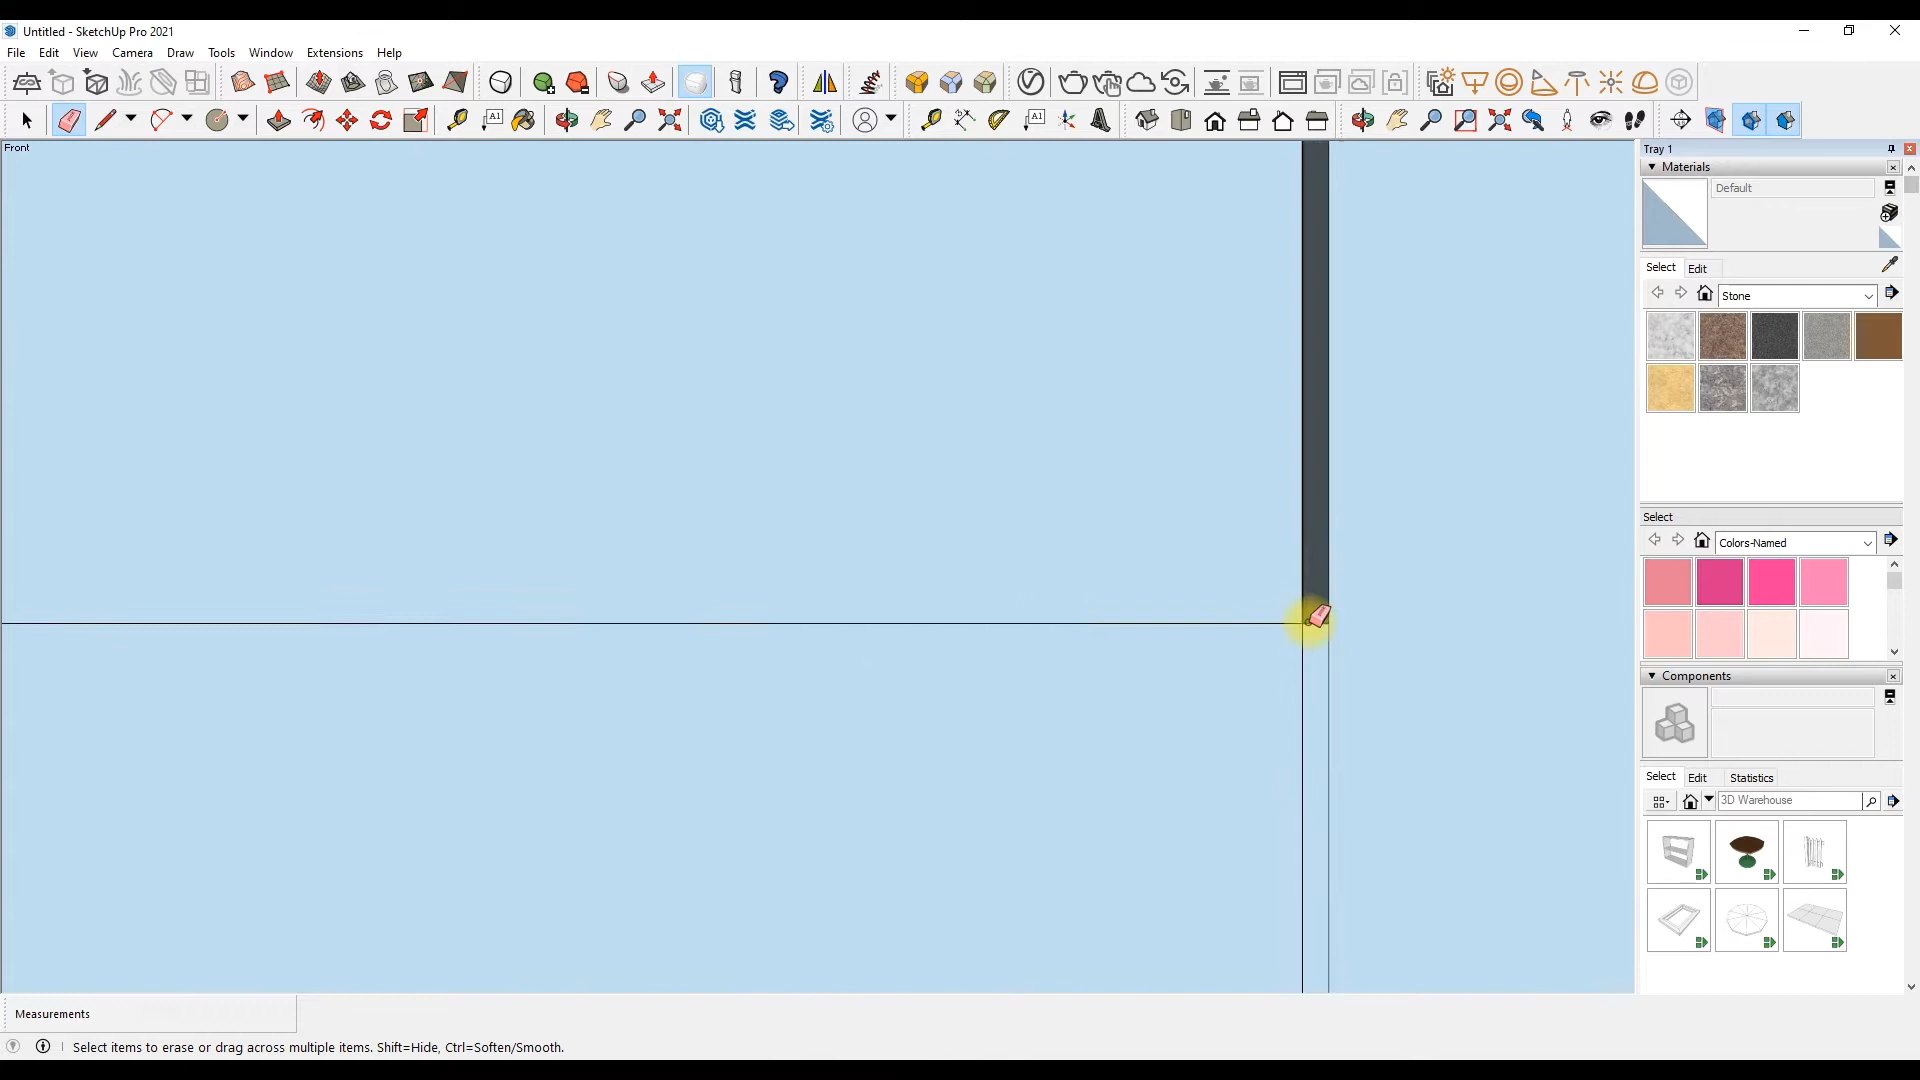 Untitled - SketchUp Pro 2021
File Edit View Camera Draw Tools Window Extensions Help
A1
A1
Front
Tray 1
Materials
Default
Select Edit
Stone
Select
Colors-Named
Components
Select Edit Statistics
3D Warehouse
Measurements
Select items to erase or drag across multiple items. Shift=Hide, Ctrl=Soften/Smooth.